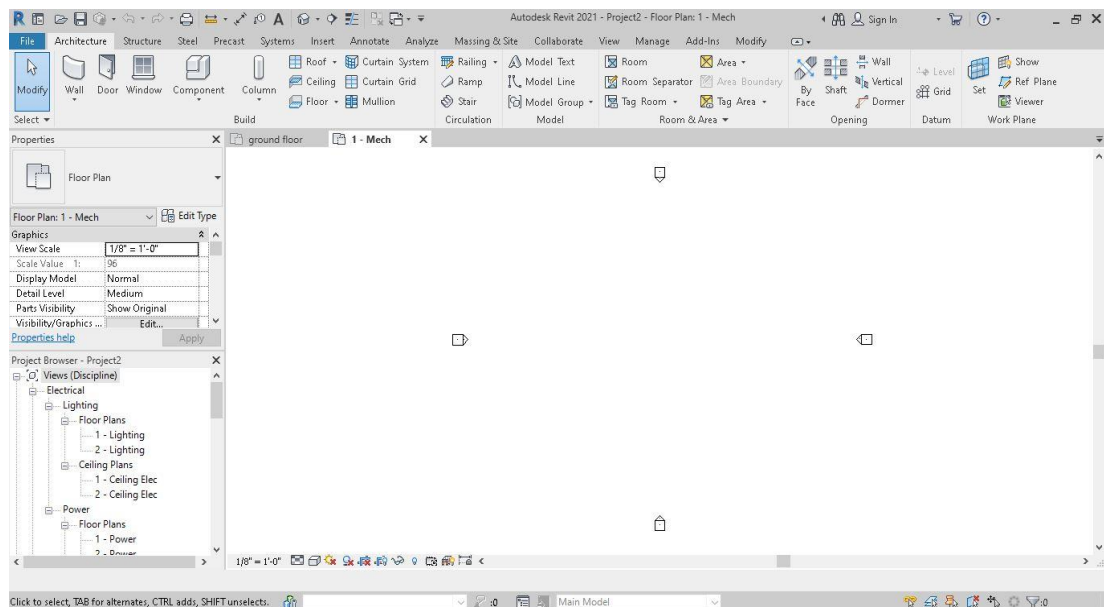 Autodesk Revit 2021 - Project2 - Floor Plan: 1 - Mech
Sign In
File Architecture Structure Steel Precast Systems Insert Annotate Analyze Massing & Site Collaborate View Manage Add-Ins Modify
Modify
Wall
Door
Window
Component
Column
Roof
Ceiling
Floor
Curtain System
Curtain Grid
Mullion
Railing
Ramp
Stair
Model Text
Model Line
Model Group
Room
Room Separator
Tag Room
Area
Area Boundary
Tag Area
By
Face
Shaft
Wall
Vertical
Dormer
Level
Grid
Set
Show
Ref Plane
Viewer
Select
Build
Circulation
Model
Room & Area
Opening
Datum
Work Plane
Properties
ground floor
1 - Mech
Floor Plan
Floor Plan: 1 - Mech
Edit Type
Graphics
View Scale 1/8" = 1'-0"
Scale Value 1: 96
Display Model Normal
Detail Level Medium
Parts Visibility Show Original
Visibility/Graphics ... Edit...
Properties help
Apply
Project Browser - Project2
Views (Discipline)
Electrical
Lighting
Floor Plans
1 - Lighting
2 - Lighting
Ceiling Plans
1 - Ceiling Elec
2 - Ceiling Elec
Power
Floor Plans
1 - Power
2 - Power
1/8" = 1'-0"
Click to select, TAB for alternates, CTRL adds, SHIFT unselects.
:0
Main Model
:0